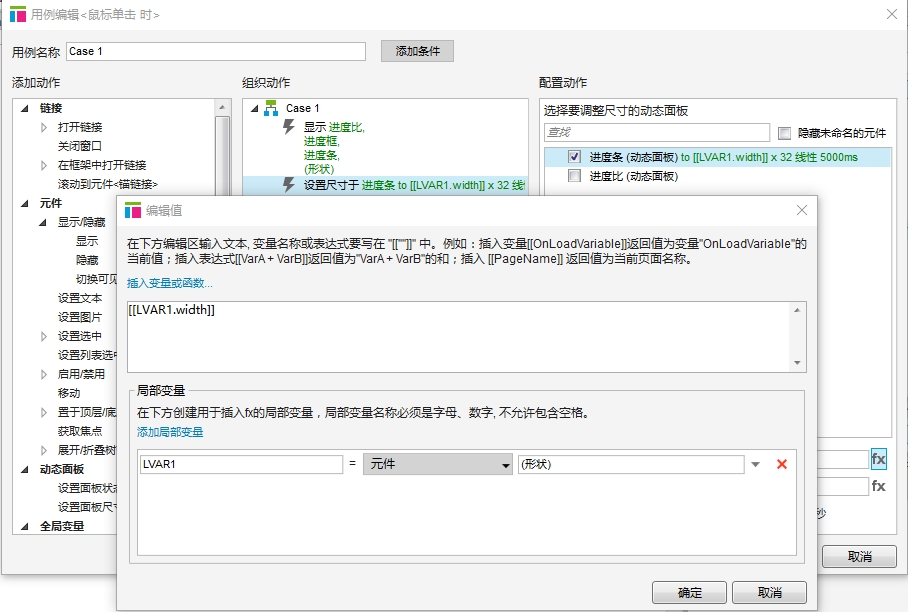 用例编辑<鼠标单击 时>
用例名称 Case 1 添加条件
添加动作 组织动作 配置动作
链接
打开链接
关闭窗口
在框架中打开链接
滚动到元件<锚链接>
元件
显示/隐藏
显示
隐藏
切换可见
设置文本
设置图片
设置选中
设置列表选中
启用/禁用
移动
置于顶层/底
获取焦点
展开/折叠树
动态面板
设置面板状态
设置面板尺寸
全局变量
Case 1
显示 进度比,
进度框,
进度条,
(形状)
设置尺寸于 进度条 to [[LVAR1.width]] x 32 线性
选择要调整尺寸的动态面板
查找 隐藏未命名的元件
进度条 (动态面板) to [[LVAR1.width]] x 32 线性 5000ms
进度比 (动态面板)
fx
fx
秒
取消
编辑值
在下方编辑区输入文本, 变量名称或表达式要写在 "[[""]]" 中。例如：插入变量[[OnLoadVariable]]返回值为变量"OnLoadVariable"的
当前值；插入表达式[[VarA + VarB]]返回值为"VarA + VarB"的和；插入 [[PageName]] 返回值为当前页面名称。
插入变量或函数...
[[LVAR1.width]]
局部变量
在下方创建用于插入fx的局部变量，局部变量名称必须是字母、数字, 不允许包含空格。
添加局部变量
LVAR1 = 元件 (形状)
确定 取消